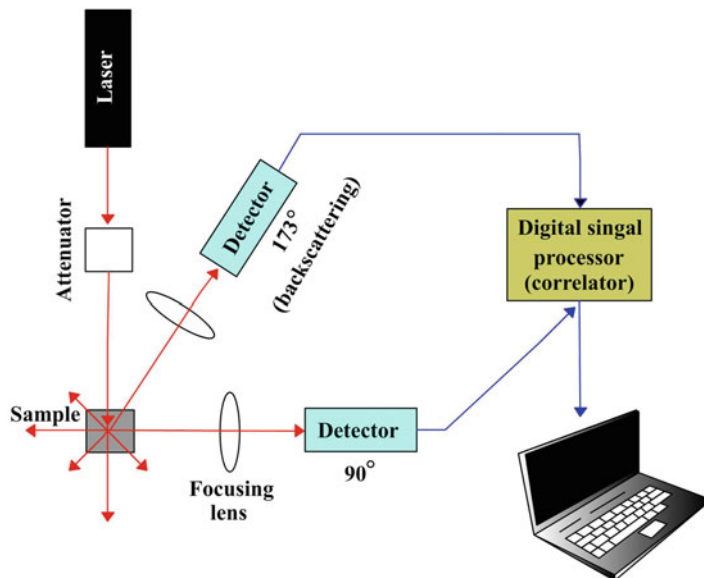 Laser
Attenuator
Detector
173°
(backscattering)
Digital singal
processor
(correlator)
Sample
Detector
90°
Focusing
lens